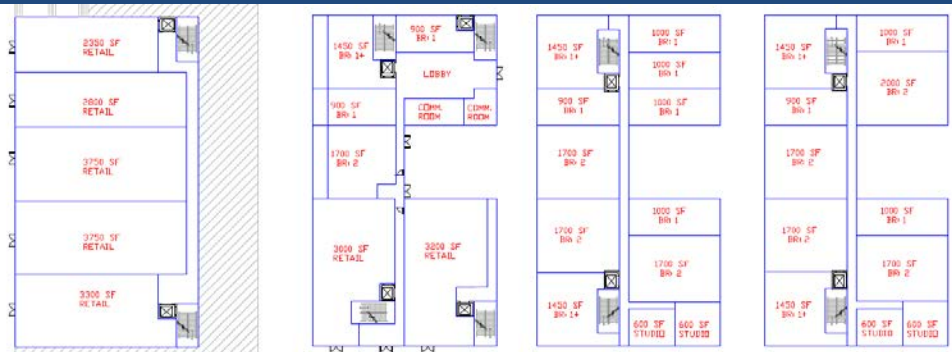 2350 SF
RETAIL
2800 SF
RETAIL
3750 SF
RETAIL
3750 SF
RETAIL
3300 SF
RETAIL
1450 SF
BR: 1+
900 SF
BR: 1
LOBBY
900 SF
BR: 1
COMM.
ROOM
COMM.
ROOM
1700 SF
BR: 2
3000 SF
RETAIL
3200 SF
RETAIL
1450 SF
BR: 1+
1000 SF
BR: 1
1000 SF
BR: 1
900 SF
BR: 1
1000 SF
BR: 1
1700 SF
BR: 2
1700 SF
BR: 2
1000 SF
BR: 1
1700 SF
BR: 2
1450 SF
BR: 1+
600 SF
STUDIO
600 SF
STUDIO
1450 SF
BR: 1+
1000 SF
BR: 1
2000 SF
BR: 2
900 SF
BR: 1
1700 SF
BR: 2
1700 SF
BR: 2
1000 SF
BR: 1
1700 SF
BR: 2
1450 SF
BR: 1+
600 SF
STUDIO
600 SF
STUDIO